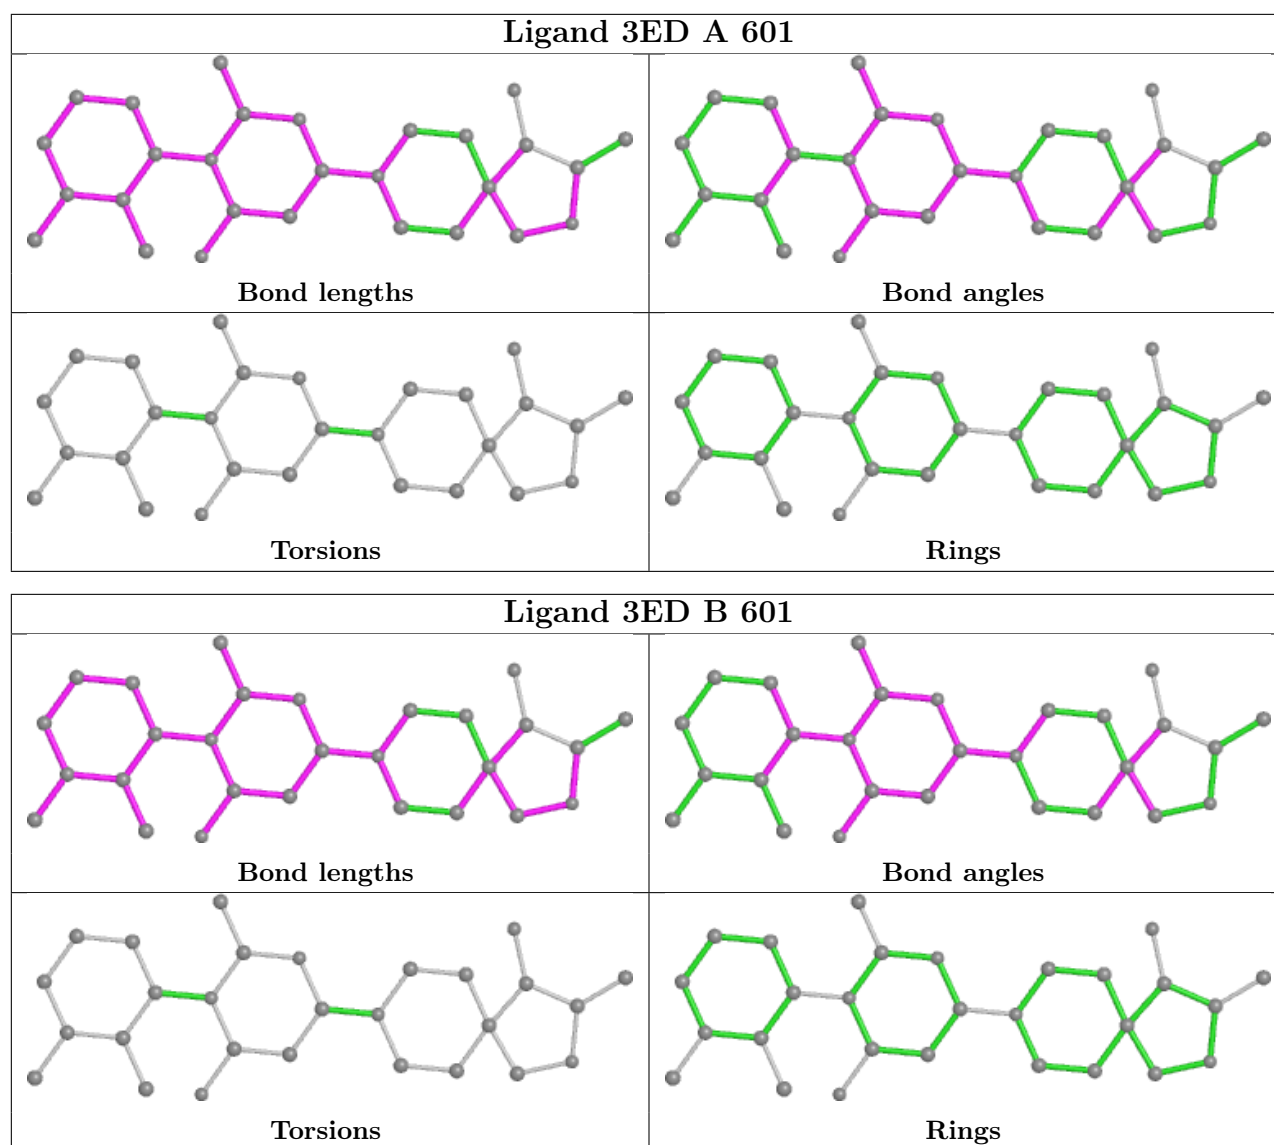 Ligand 3ED A 601
Bond lengths
Bond angles
Torsions
Rings
Ligand 3ED B 601
Bond lengths
Bond angles
Torsions
Rings